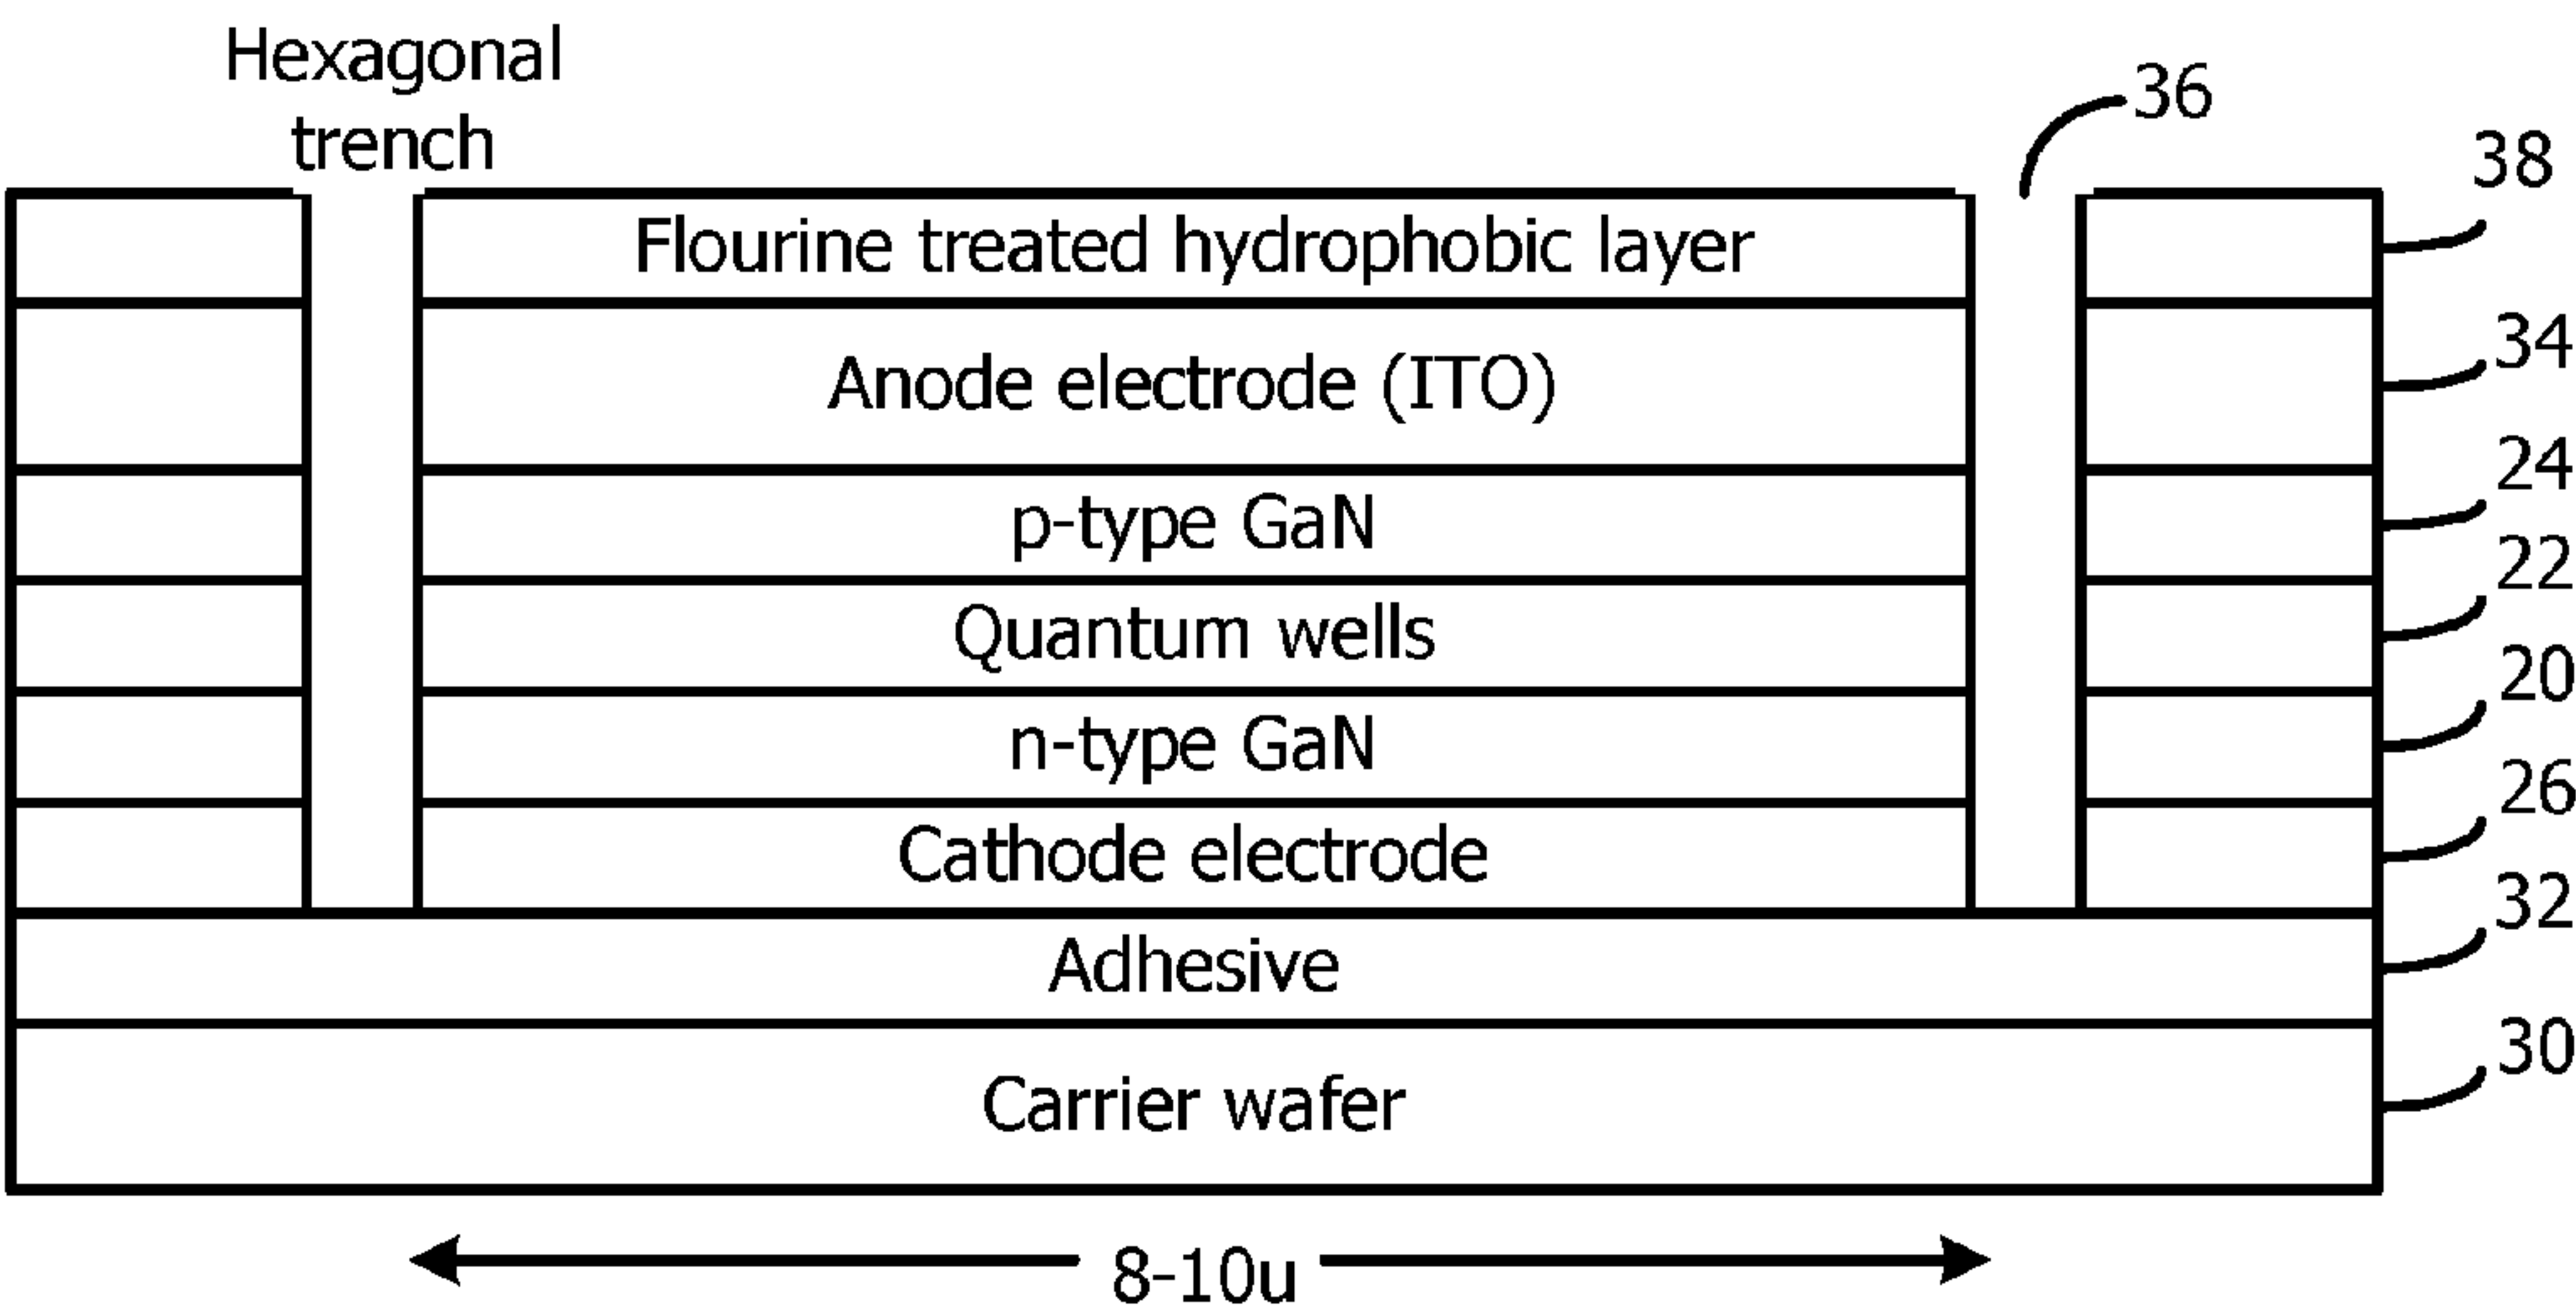 Hexagonal
trench
36
38
Flourine treated hydrophobic layer
34
Anode electrode (ITO)
24
p-type GaN
22
Quantum wells
20
n-type GaN
26
Cathode electrode
32
Adhesive
30
Carrier wafer
8-10u